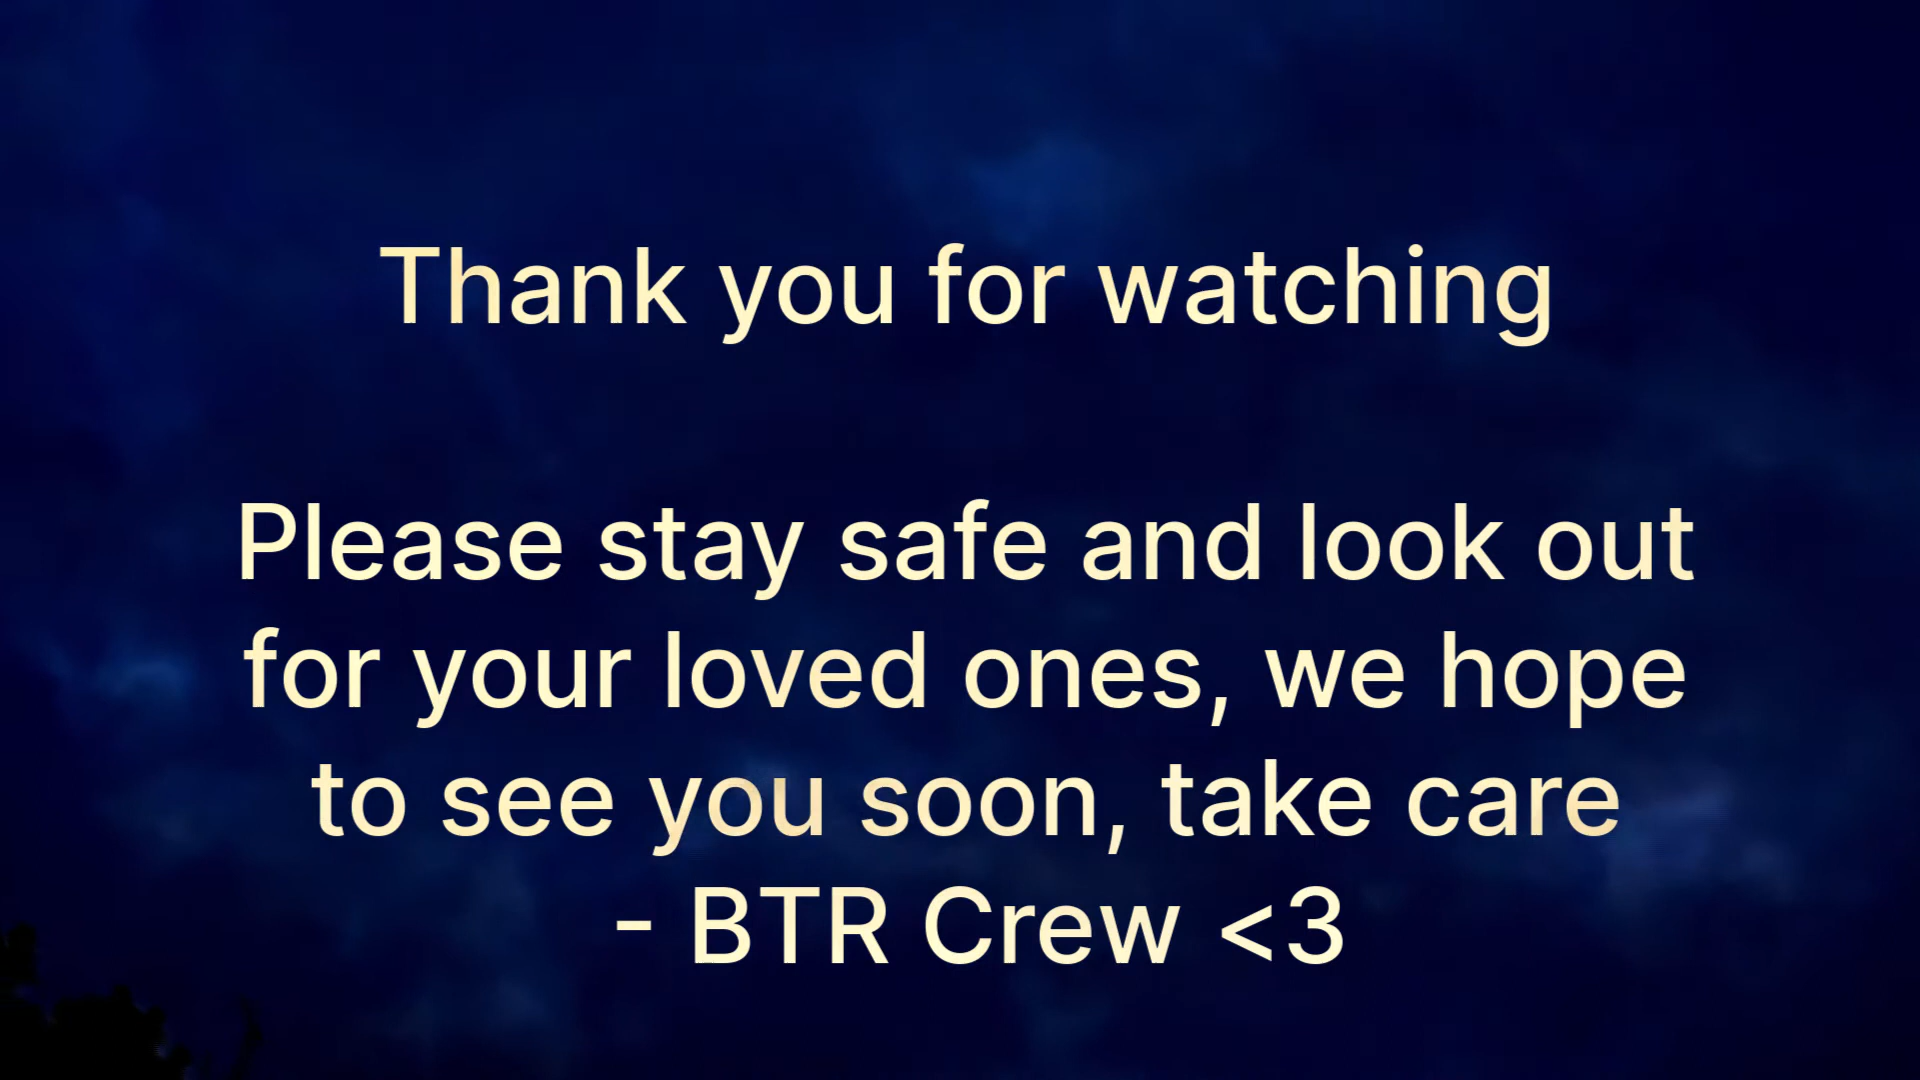 Thank you for watching
Please stay safe and look out
for your loved ones, we hope
to see you soon, take care
- BTR Crew <3